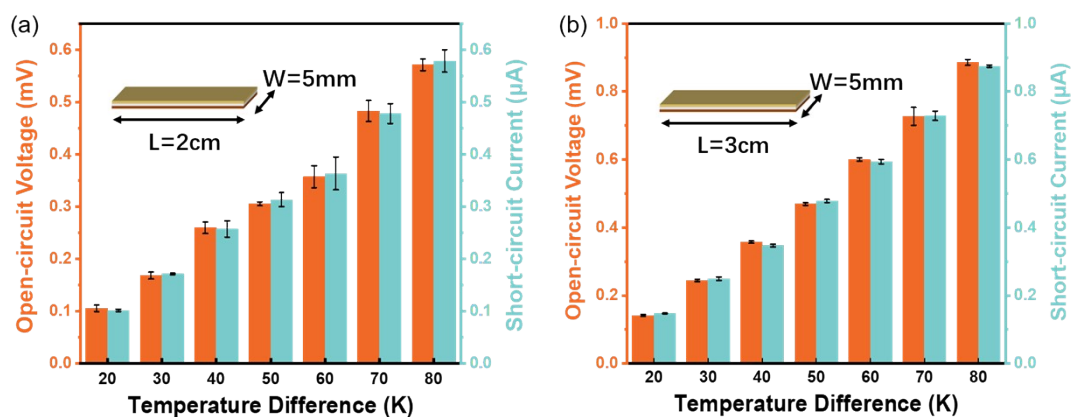 (a)
Open-circuit Voltage (mV)
0.6
0.5
0.4
0.3
0.2
0.1
0.0
W=5mm
L=2cm
0.6
0.5
0.4
0.3
0.2
0.1
0.0
Short-circuit Current (μA)
20 30 40 50 60 70 80
Temperature Difference (K)
(b)
Open-circuit Voltage (mV)
1.0
0.8
0.6
0.4
0.2
0.0
W=5mm
L=3cm
1.0
0.8
0.6
0.4
0.2
0.0
Short-circuit Current (μA)
20 30 40 50 60 70 80
Temperature Difference (K)